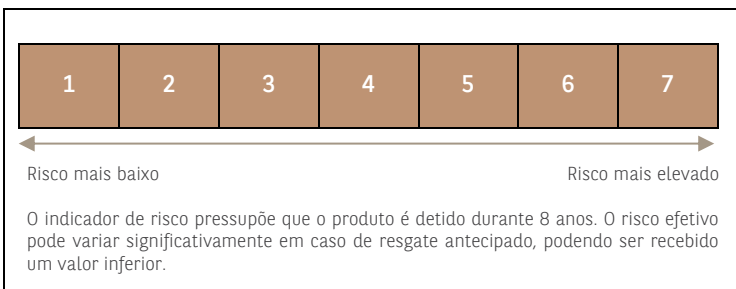 1 2 3 4 5 6 7
Risco mais baixo Risco mais elevado
O indicador de risco pressupõe que o produto é detido durante 8 anos. O risco efetivo
pode variar significativamente em caso de resgate antecipado, podendo ser recebido
um valor inferior.